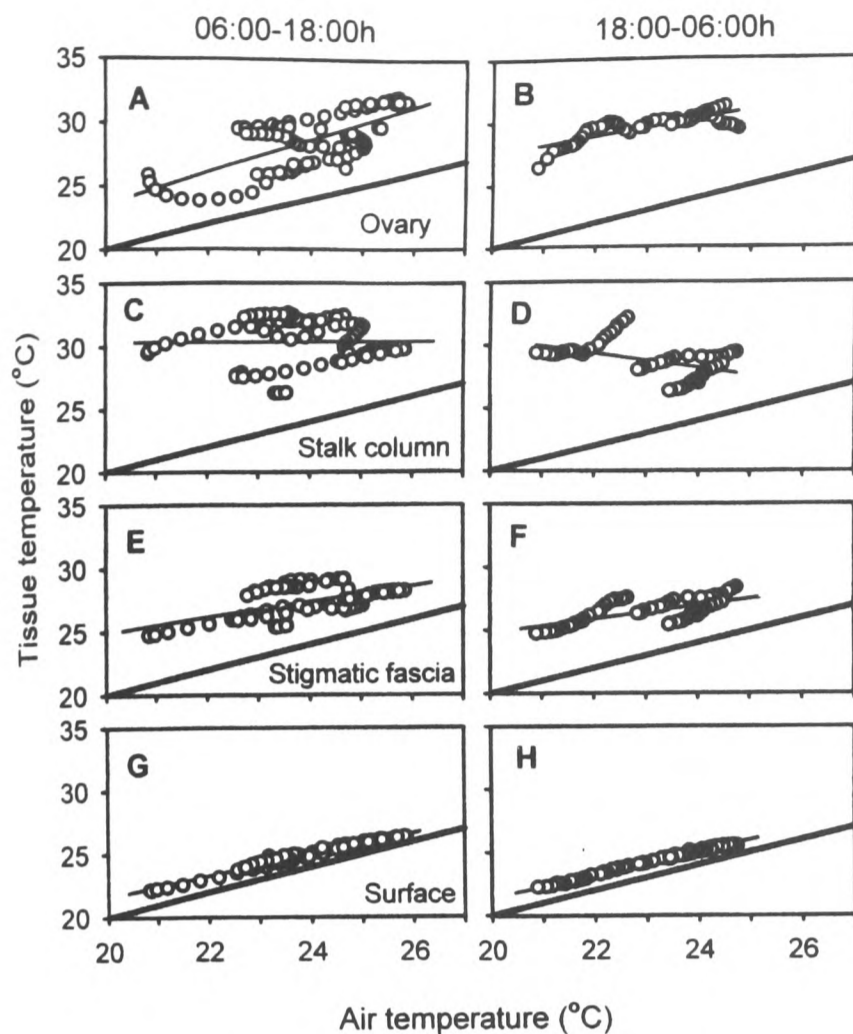 06:00-18:00h
18:00-06:00h
35
30
25
20
A
Ovary
B
35
30
25
20
C
Stalk column
D
35
30
25
20
E
Stigmatic fascia
F
35
30
25
20
G
Surface
H
20 22 24 26
20 22 24 26
Tissue temperature (°C)
Air temperature (°C)